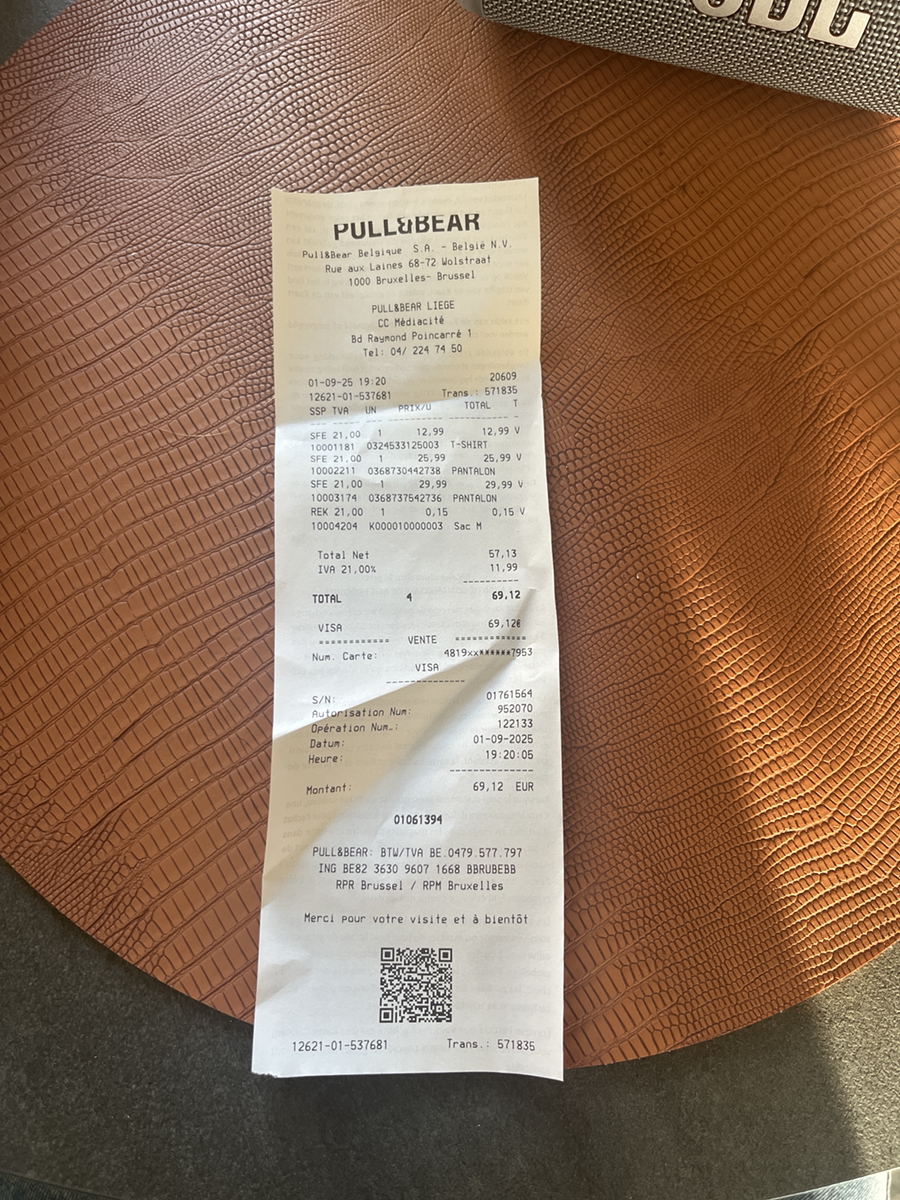 JBL
PULL&BEAR
Pull&Bear Belgique S.A. - België N.V.
Rue aux Laines 68-72 Wolstraat
1000 Bruxelles- Brussel
PULL&BEAR LIEGE
CC Médiacité
Bd Raymond Poincarré 1
Tel: 04/ 224 74 50
01-09-25 19:20 20609
12621-01-537681 Trans.: 571835
SSP TVA UN PRIX/U TOTAL T
SFE 21,00 1 12,99 12,99 V
10001181 0324533125003 T-SHIRT
SFE 21,00 1 25,99 25,99 V
10002211 0368730442738 PANTALON
SFE 21,00 1 29,99 29,99 V
10003174 0368737542736 PANTALON
REK 21,00 1 0,15 0,15 V
10004204 K000010000003 Sac M
Total Net 57,13
IVA 21,00% 11,99
----------
TOTAL 4 69,12
VISA 69,12€
============ VENTE ============
Num. Carte: 4819xx******7953
VISA
--------------
S/N: 01761564
Autorisation Num: 952070
Opération Num.: 122133
Datum: 01-09-2025
Heure: 19:20:05
--------------
Montant: 69,12 EUR
01061394
PULL&BEAR: BTW/TVA BE.0479.577.797
ING BE82 3630 9607 1668 BBRUBEBB
RPR Brussel / RPM Bruxelles
Merci pour votre visite et à bientôt
12621-01-537681 Trans.: 571835